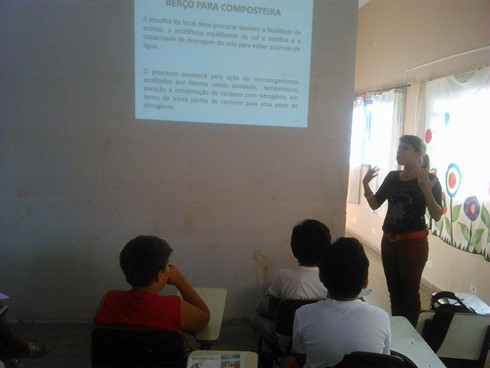 BERÇO PARA COMPOSTEIRA
A escolha do local deve procurar atender a facilidade de
acesso, a incidência equilibrada de sol e sombra e a
capacidade de drenagem do solo para evitar acúmulo de
água.
O processo acontece pela ação de microorganismos
auxiliados por fatores como: umidade, temperatura,
aeração e combinação de carbono com nitrogênio, em
torno de trinta partes de carbono para uma parte de
nitrogênio.